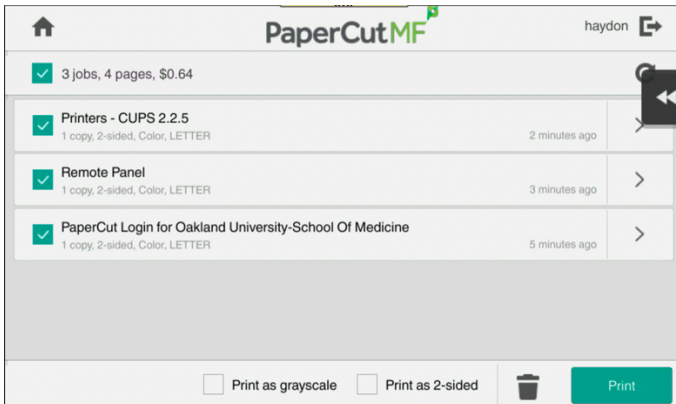 PaperCutMF
haydon
3 jobs, 4 pages, $0.64
Printers - CUPS 2.2.5
1 copy, 2-sided, Color, LETTER
2 minutes ago
Remote Panel
1 copy, 2-sided, Color, LETTER
3 minutes ago
PaperCut Login for Oakland University-School Of Medicine
1 copy, 2-sided, Color, LETTER
5 minutes ago
Print as grayscale
Print as 2-sided
Print